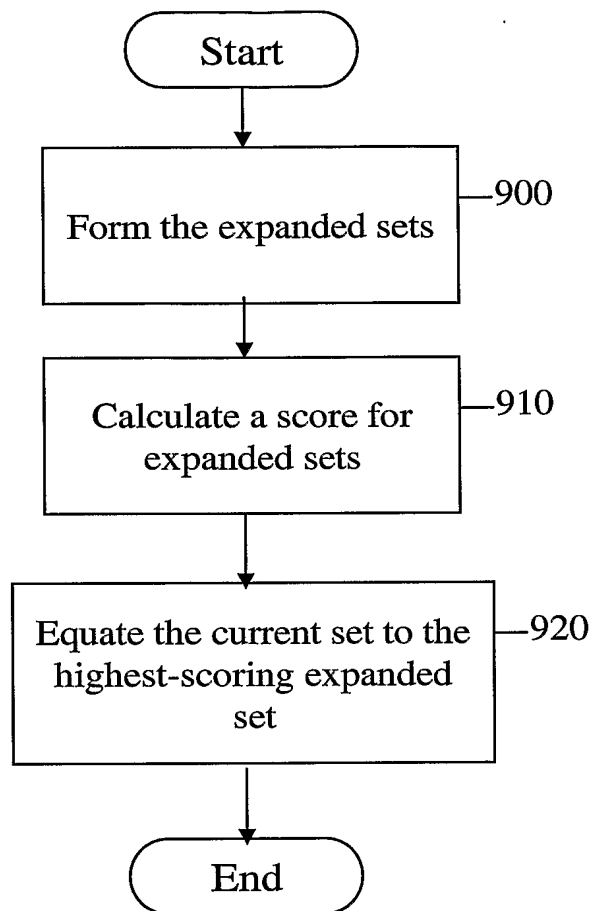 Start
Form the expanded sets
900
Calculate a score for
expanded sets
910
Equate the current set to the
highest-scoring expanded
set
920
End